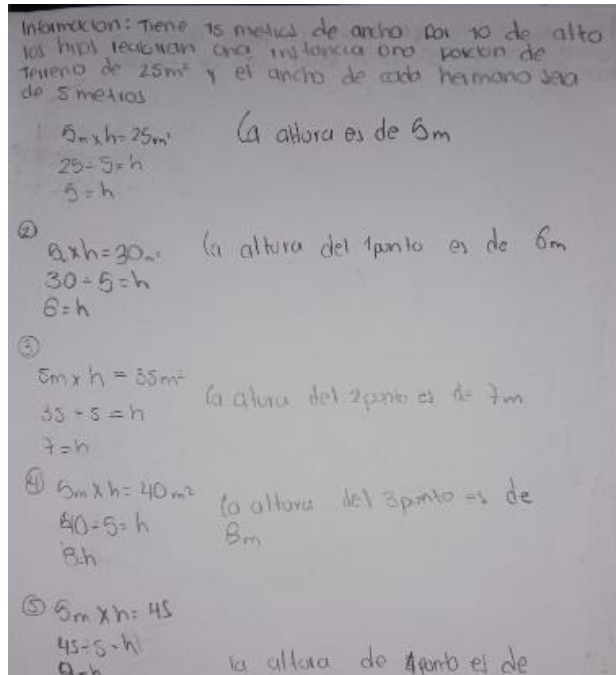 Informacion: Tiene 15 metros de ancho por 10 de alto
los hijos recibiran una instancia una porcion de
Terreno de 25m² y el ancho de cada hermano sera
de 5 metros
5m x h = 25m² La altura es de 5m
25÷5=h
5=h
②
5 x h = 30m² la altura del 1punto es de 6m
30÷5=h
6=h
③
5m x h = 35m²
35÷5=h la altura del 2punto es de 7m
7=h
④ 5m x h = 40m² la altura del 3punto es de
40÷5=h 8m
8=h
⑤ 5m x h = 45
45÷5=h
9=h la altura de 4punto es de